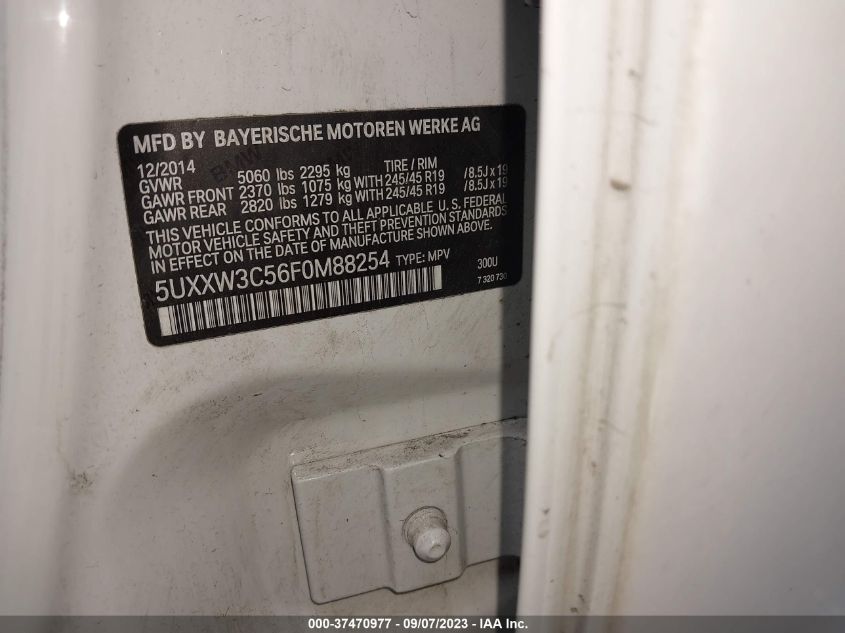 MFD BY BAYERISCHE MOTOREN WERKE AG
12/2014 TIRE / RIM
GVWR 5060 lbs 2295 kg
GAWR FRONT 2370 lbs 1075 kg WITH 245/45 R19 /8.5J x 19
GAWR REAR 2820 lbs 1279 kg WITH 245/45 R19 /8.5J x 19
THIS VEHICLE CONFORMS TO ALL APPLICABLE U.S. FEDERAL
MOTOR VEHICLE SAFETY AND THEFT PREVENTION STANDARDS
IN EFFECT ON THE DATE OF MANUFACTURE SHOWN ABOVE.
5UXXW3C56F0M88254 TYPE: MPV 300U
7 320 730
000-37470977 - 09/07/2023 - IAA Inc.